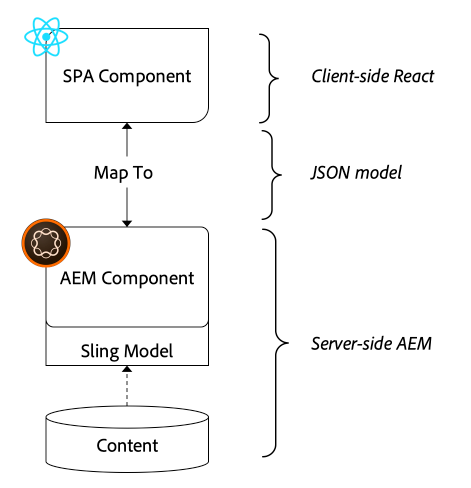 SPA Component
Client-side React
Map To
JSON model
AEM Component
Sling Model
Server-side AEM
Content